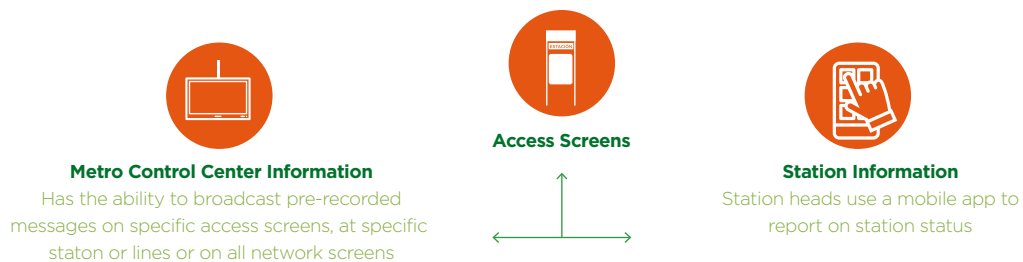 ESTACIÓN
Access Screens
Metro Control Center Information
Has the ability to broadcast pre-recorded
messages on specific access screens, at specific
staton or lines or on all network screens
Station Information
Station heads use a mobile app to
report on station status